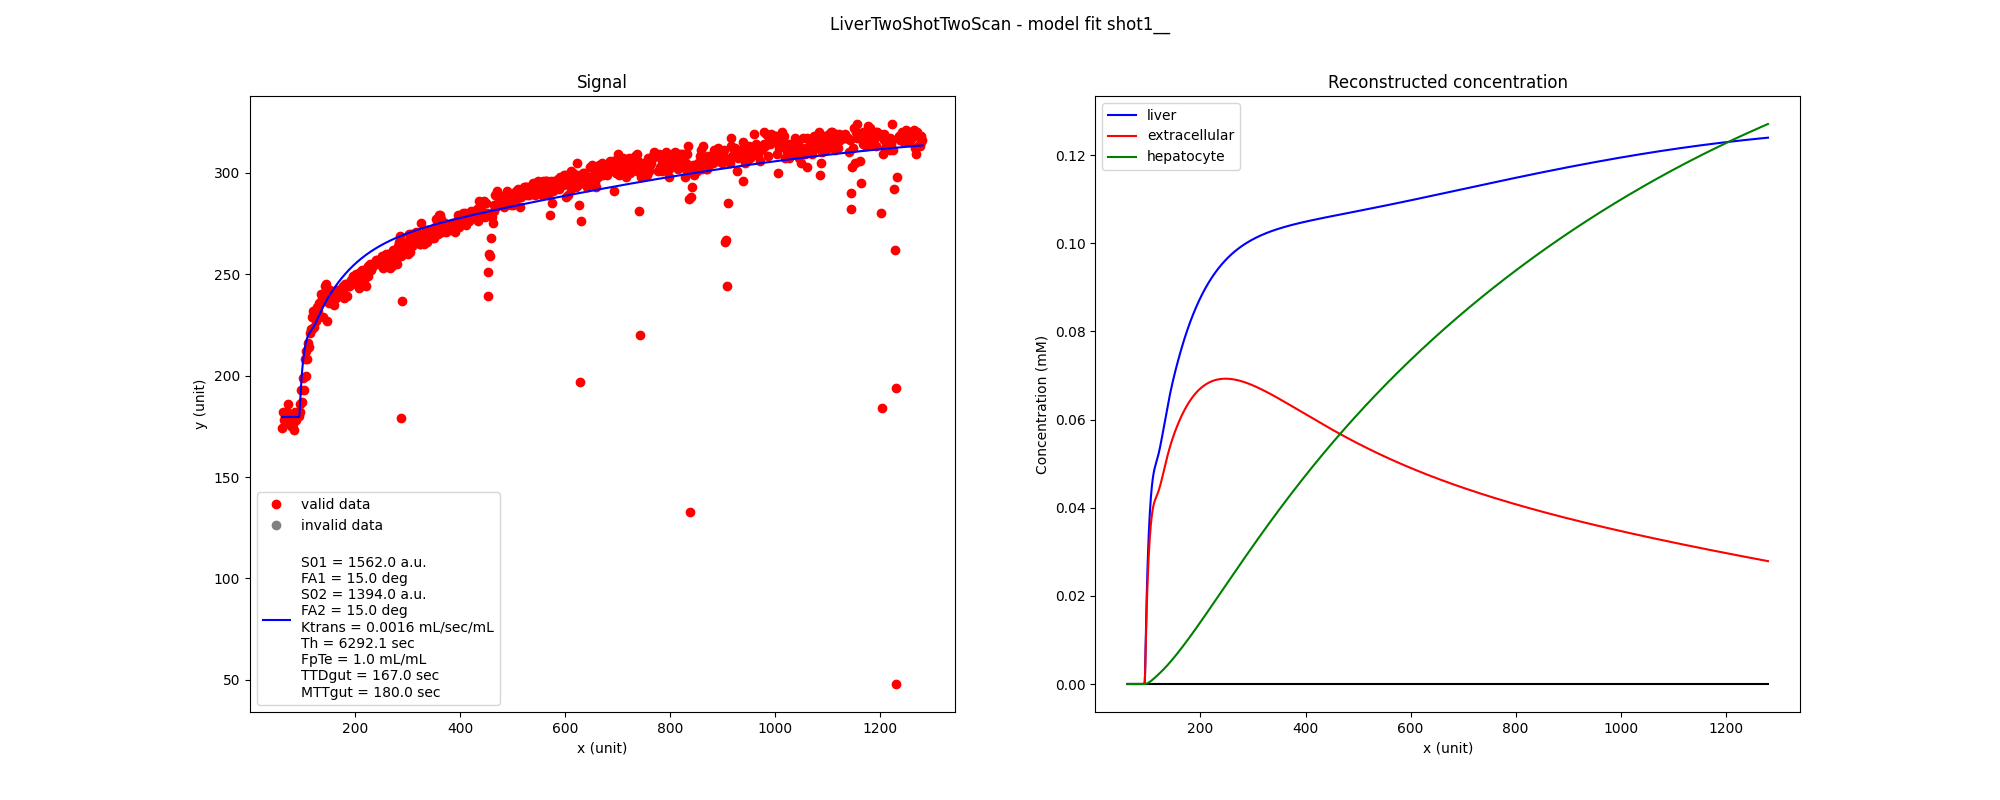 LiverTwoShotTwoScan - model fit shot1__
Signal
y (unit)
300
250
200
150
100
50
valid data
invalid data
S01 = 1562.0 a.u.
FA1 = 15.0 deg
S02 = 1394.0 a.u.
FA2 = 15.0 deg
Ktrans = 0.0016 mL/sec/mL
Th = 6292.1 sec
FpTe = 1.0 mL/mL
TTDgut = 167.0 sec
MTTgut = 180.0 sec
200 400 600 800 1000 1200
x (unit)
Reconstructed concentration
Concentration (mM)
liver
extracellular
hepatocyte
0.12
0.10
0.08
0.06
0.04
0.02
0.00
200 400 600 800 1000 1200
x (unit)